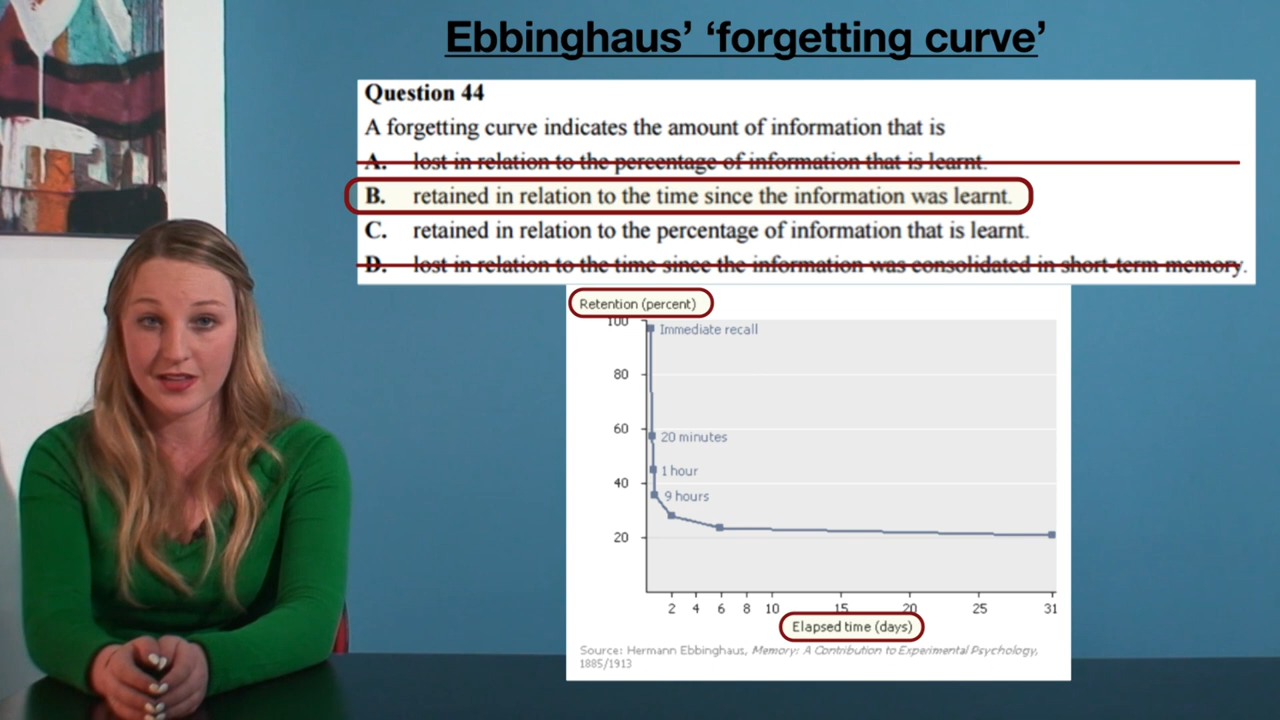 Ebbinghaus’ ‘forgetting curve’
Question 44
A forgetting curve indicates the amount of information that is
A. lost in relation to the percentage of information that is learnt.
B. retained in relation to the time since the information was learnt.
C. retained in relation to the percentage of information that is learnt.
D. lost in relation to the time since the information was consolidated in short-term memory.
Retention (percent)
100
Immediate recall
80
60
20 minutes
1 hour
40
9 hours
20
2 4 6 8 10 15 20 25 31
Elapsed time (days)
Source: Hermann Ebbinghaus, Memory: A Contribution to Experimental Psychology,
1885/1913